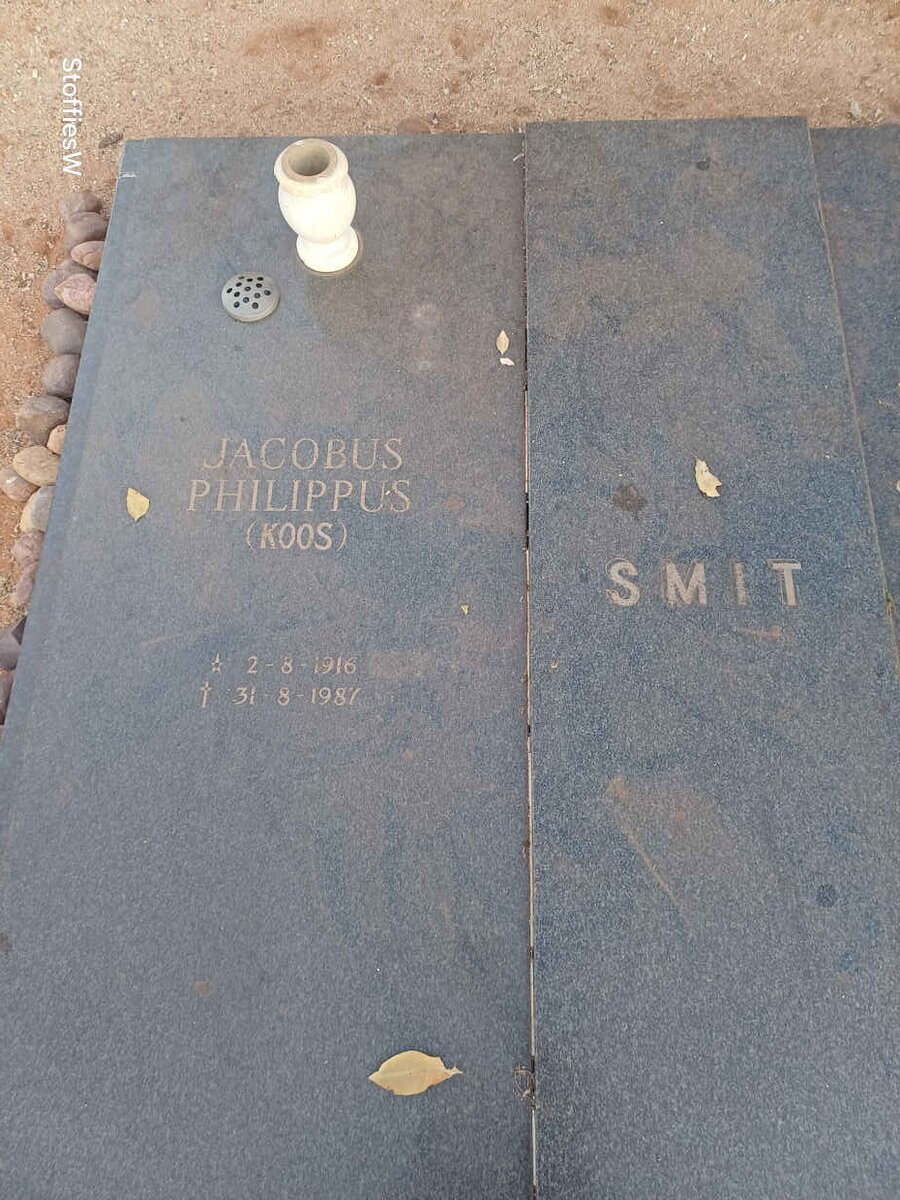 StoffiesW
JACOBUS
PHILIPPUS
(KOOS)
SMIT
☆ 2-8-1916
† 31-8-1987